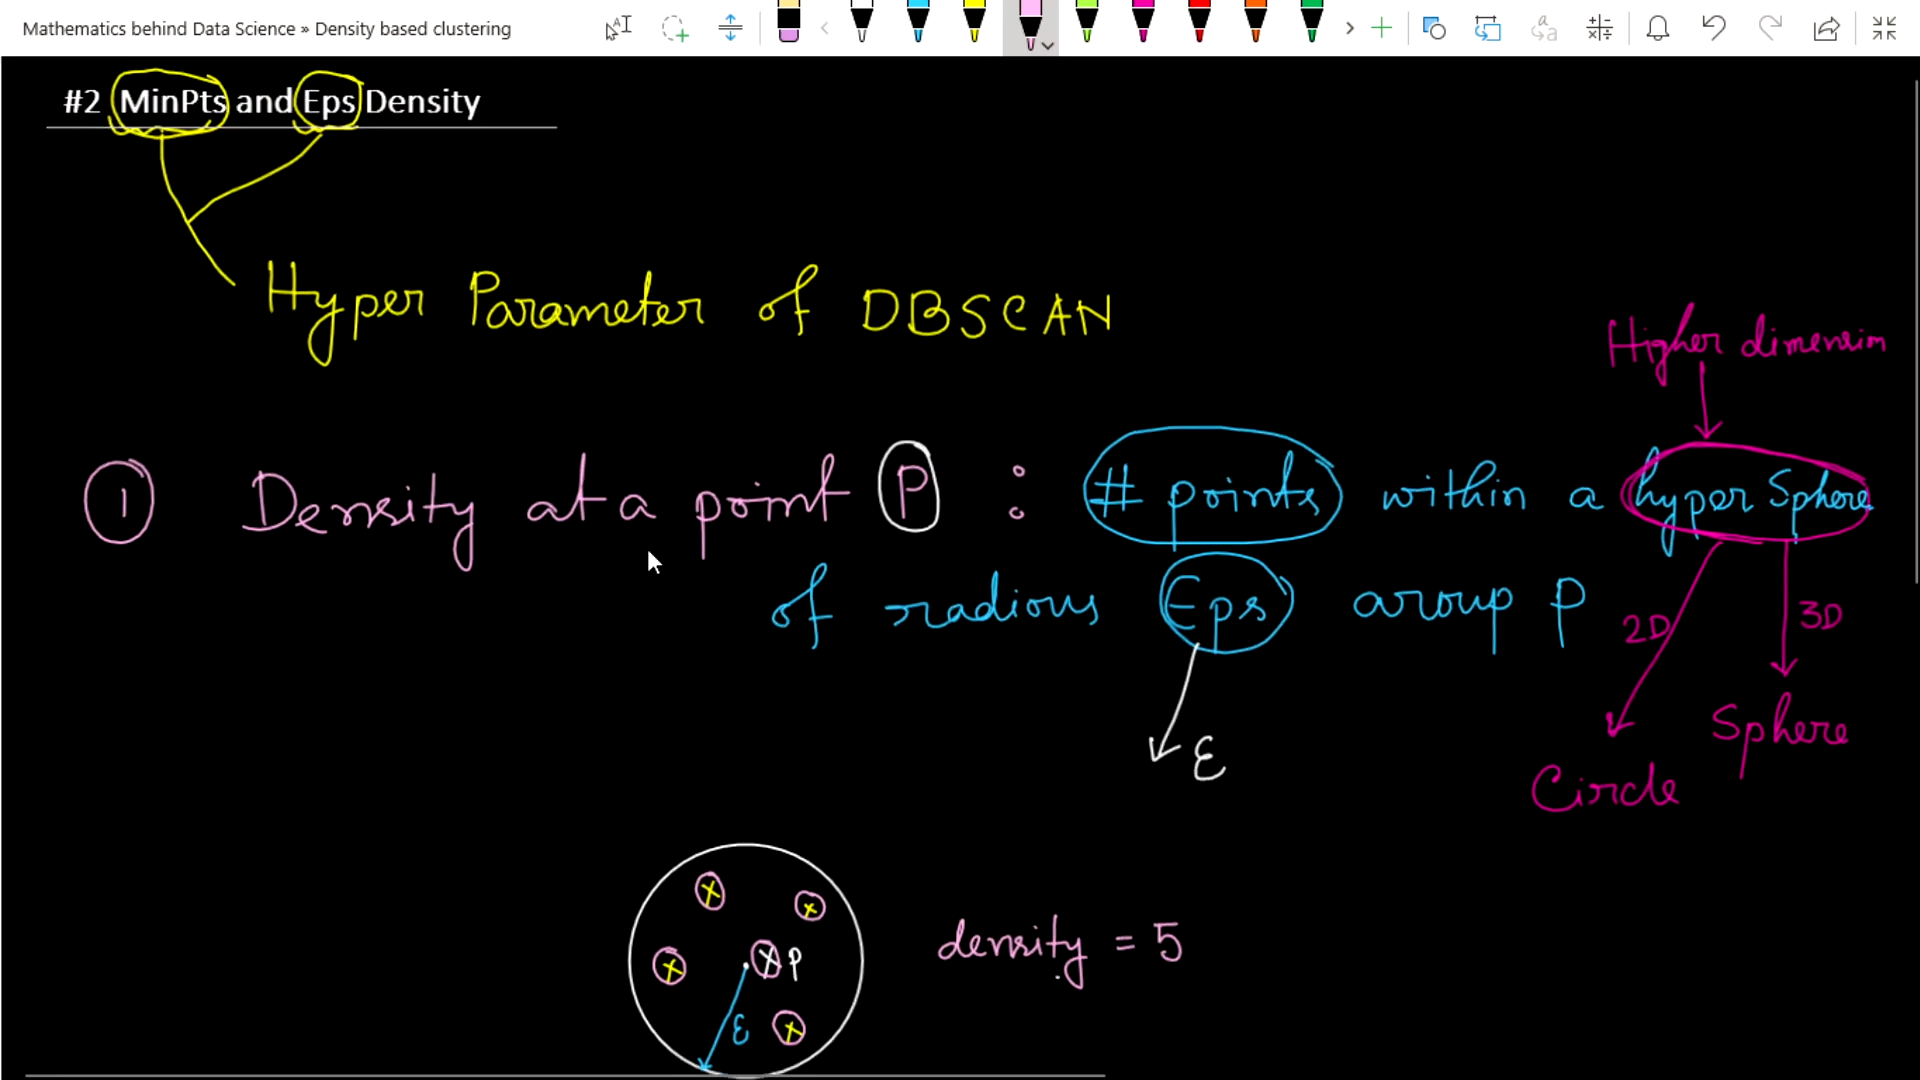 Mathematics behind Data Science » Density based clustering
#2 MinPts and Eps Density
Hyper Parameter of DBSCAN
Higher dimension
① Density at a point P : # points within a hyper Sphere
of radious Eps aroup P
2D
3D
ε
Sphere
Circle
density = 5
P
ε